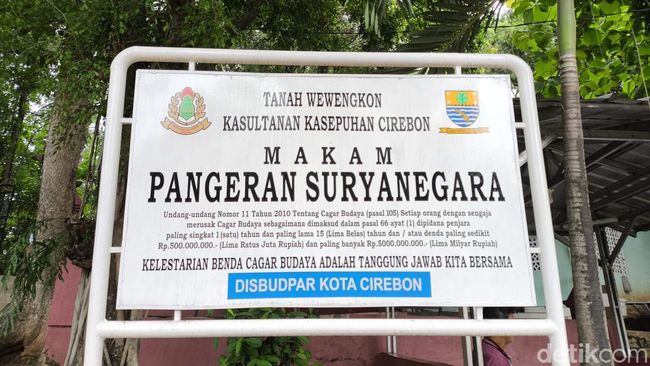 TANAH WEWENGKON
KASULTANAN KASEPUHAN CIREBON
MAKAM
PANGERAN SURYANEGARA
Undang-undang Nomor 11 Tahun 2010 Tentang Cagar Budaya (pasal 105) Setiap orang dengan sengaja
merusak Cagar Budaya sebagaimana dimaksud dalam pasal 66 ayat (1) dipidana penjara
paling singkat 1(satu) tahun dan paling lama 15 (Lima Belas) tahun dan / atau denda paling sedikit
Rp.500.000.000.- (Lima Ratus Juta Rupiah) dan paling banyak Rp.5000.000.000.- (Lima Milyar Rupiah)
KELESTARIAN BENDA CAGAR BUDAYA ADALAH TANGGUNG JAWAB KITA BERSAMA
DISBUDPAR KOTA CIREBON
detikcom